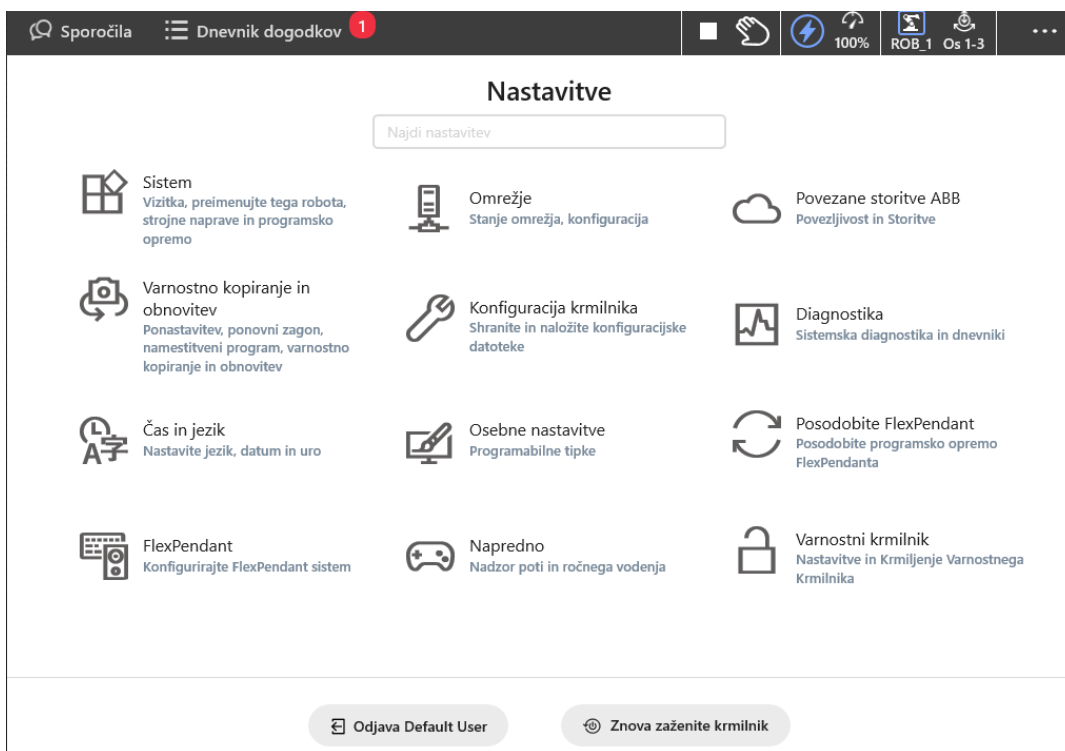 Sporočila
Dnevnik dogodkov
1
100%
ROB_1
Os 1-3
Nastavitve
Najdi nastavitev
Sistem
Vizitka, preimenujte tega robota,
strojne naprave in programsko
opremo
Omrežje
Stanje omrežja, konfiguracija
Povezane storitve ABB
Povezljivost in Storitve
Varnostno kopiranje in
obnovitev
Ponastavitev, ponovni zagon,
namestitveni program, varnostno
kopiranje in obnovitev
Konfiguracija krmilnika
Shranite in naložite konfiguracijske
datoteke
Diagnostika
Sistemska diagnostika in dnevniki
Čas in jezik
Nastavite jezik, datum in uro
Osebne nastavitve
Programabilne tipke
Posodobite FlexPendant
Posodobite programsko opremo
FlexPendanta
FlexPendant
Konfigurirajte FlexPendant sistem
Napredno
Nadzor poti in ročnega vodenja
Varnostni krmilnik
Nastavitve in Krmiljenje Varnostnega
Krmilnika
Odjava Default User
Znova zaženite krmilnik